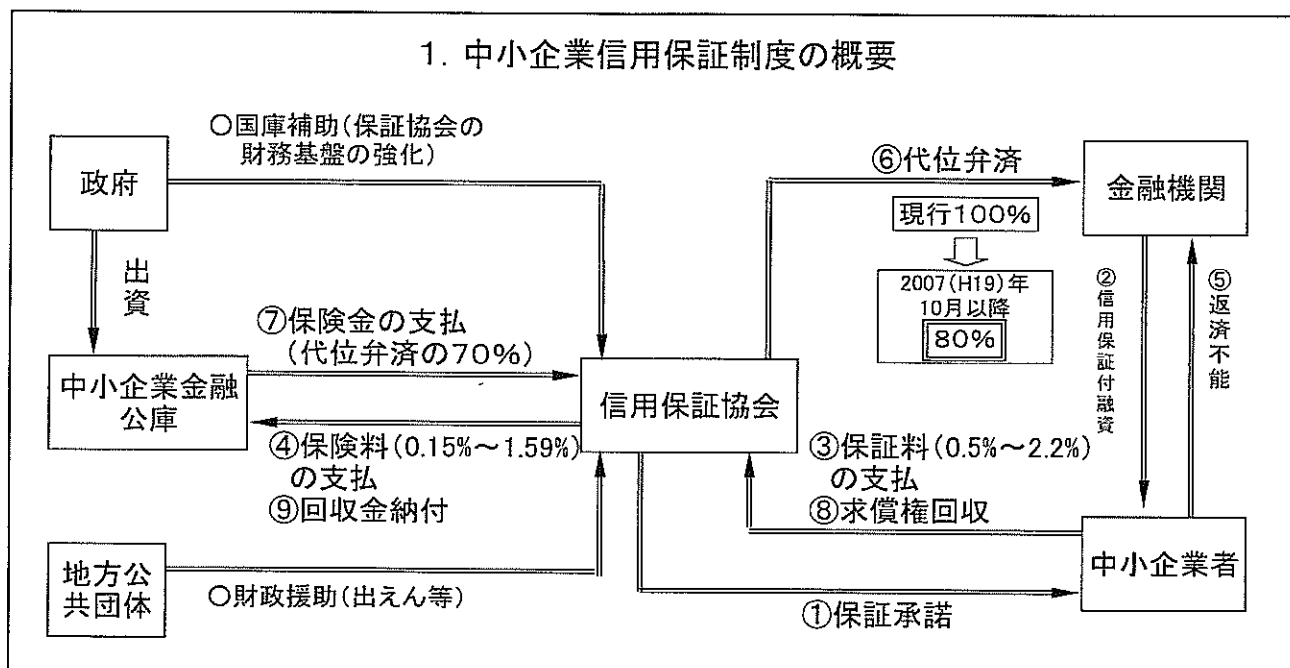 1. 中小企業信用保証制度の概要
○国庫補助(保証協会の
財務基盤の強化)
政府
⑥代位弁済
金融機関
現行100%
2007(H19)年
10月以降
80%
出資
②信用保証付融資
⑤返済不能
⑦保険金の支払
(代位弁済の70%)
中小企業金融
公庫
信用保証協会
④保険料(0.15%～1.59%)
の支払
⑨回収金納付
③保証料(0.5%～2.2%)
の支払
⑧求償権回収
地方公
共団体
○財政援助(出えん等)
中小企業者
①保証承諾